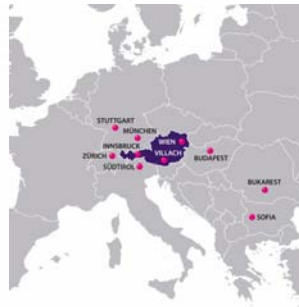 STUTTGART
MÜNCHEN
INNSBRUCK
WIEN
ZÜRICH
VILLACH
SÜDTIROL
BUDAPEST
BUKAREST
SOFIA